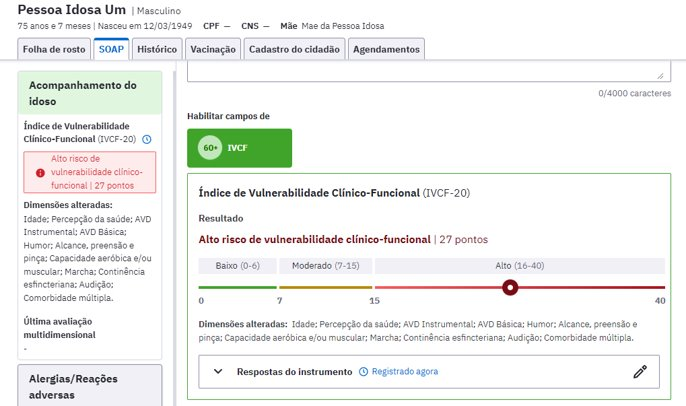 Pessoa Idosa Um | Masculino
75 anos e 7 meses | Nasceu em 12/03/1949 CPF — CNS — Mãe Mae da Pessoa Idosa
Folha de rosto SOAP Histórico Vacinação Cadastro do cidadão Agendamentos
Acompanhamento do
idoso
Índice de Vulnerabilidade
Clínico-Funcional (IVCF-20)
Alto risco de
vulnerabilidade clínico-
funcional | 27 pontos
Dimensões alteradas:
Idade; Percepção da saúde; AVD
Instrumental; AVD Básica;
Humor; Alcance, preensão e
pinça; Capacidade aeróbica e/ou
muscular; Marcha; Continência
esfincteriana; Audição;
Comorbidade múltipla.
Última avaliação
multidimensional
-
Alergias/Reações
adversas
0/4000 caracteres
Habilitar campos de
60+ IVCF
Índice de Vulnerabilidade Clínico-Funcional (IVCF-20)
Resultado
Alto risco de vulnerabilidade clínico-funcional | 27 pontos
Baixo (0-6) Moderado (7-15) Alto (16-40)
0 7 15 40
Dimensões alteradas: Idade; Percepção da saúde; AVD Instrumental; AVD Básica; Humor; Alcance, preensão e
pinça; Capacidade aeróbica e/ou muscular; Marcha; Continência esfincteriana; Audição; Comorbidade múltipla.
Respostas do instrumento Registrado agora